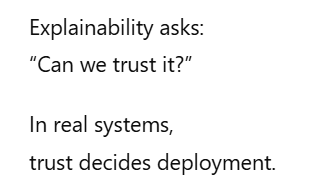 Explainability asks:
“Can we trust it?”
In real systems,
trust decides deployment.